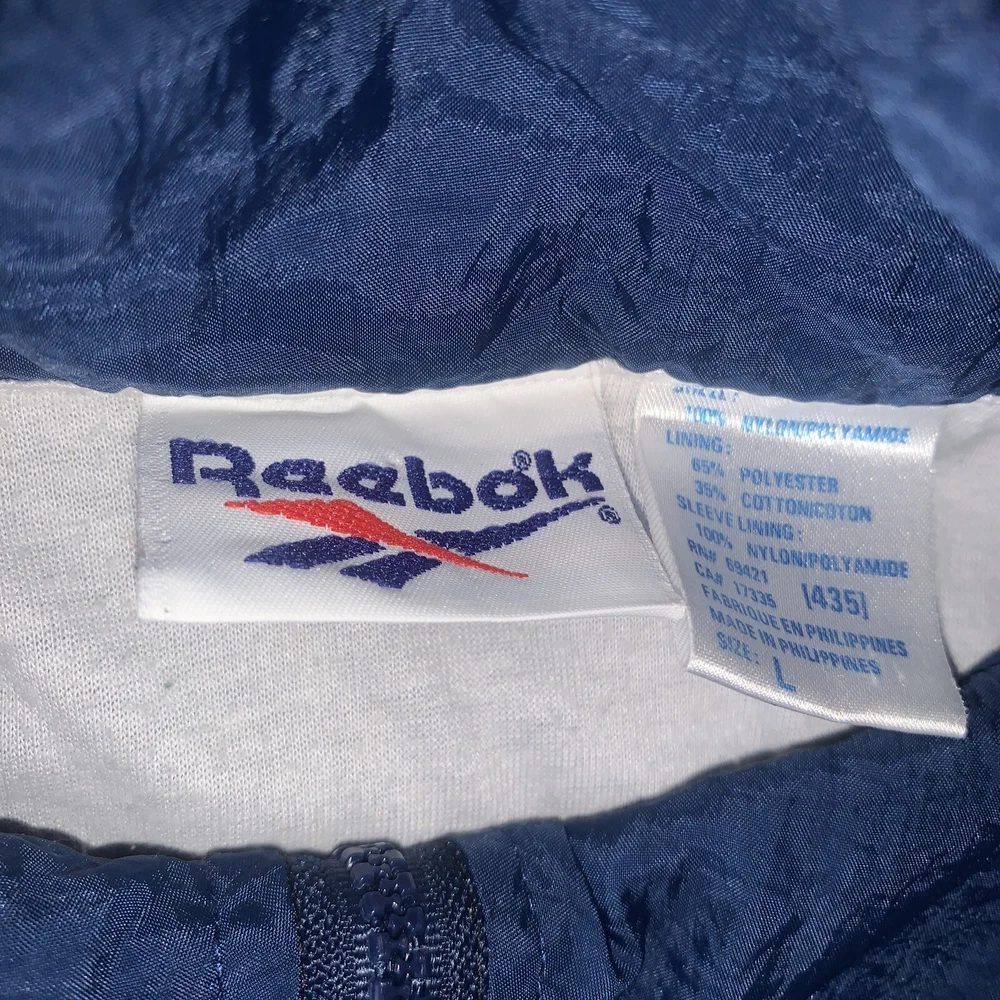 Reebok
SHELL:
100% NYLON/POLYAMIDE
LINING:
65% POLYESTER
35% COTTON/COTON
SLEEVE LINING:
100% NYLON/POLYAMIDE
RN# 69421
CA# 17335 [435]
FABRIQUE EN PHILIPPINES
MADE IN PHILIPPINES
SIZE: L